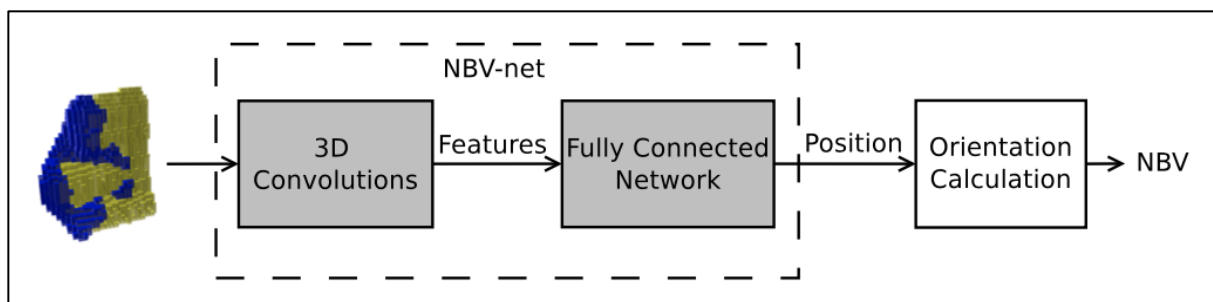 NBV-net
3D
Convolutions
Features
Fully Connected
Network
Position
Orientation
Calculation
NBV